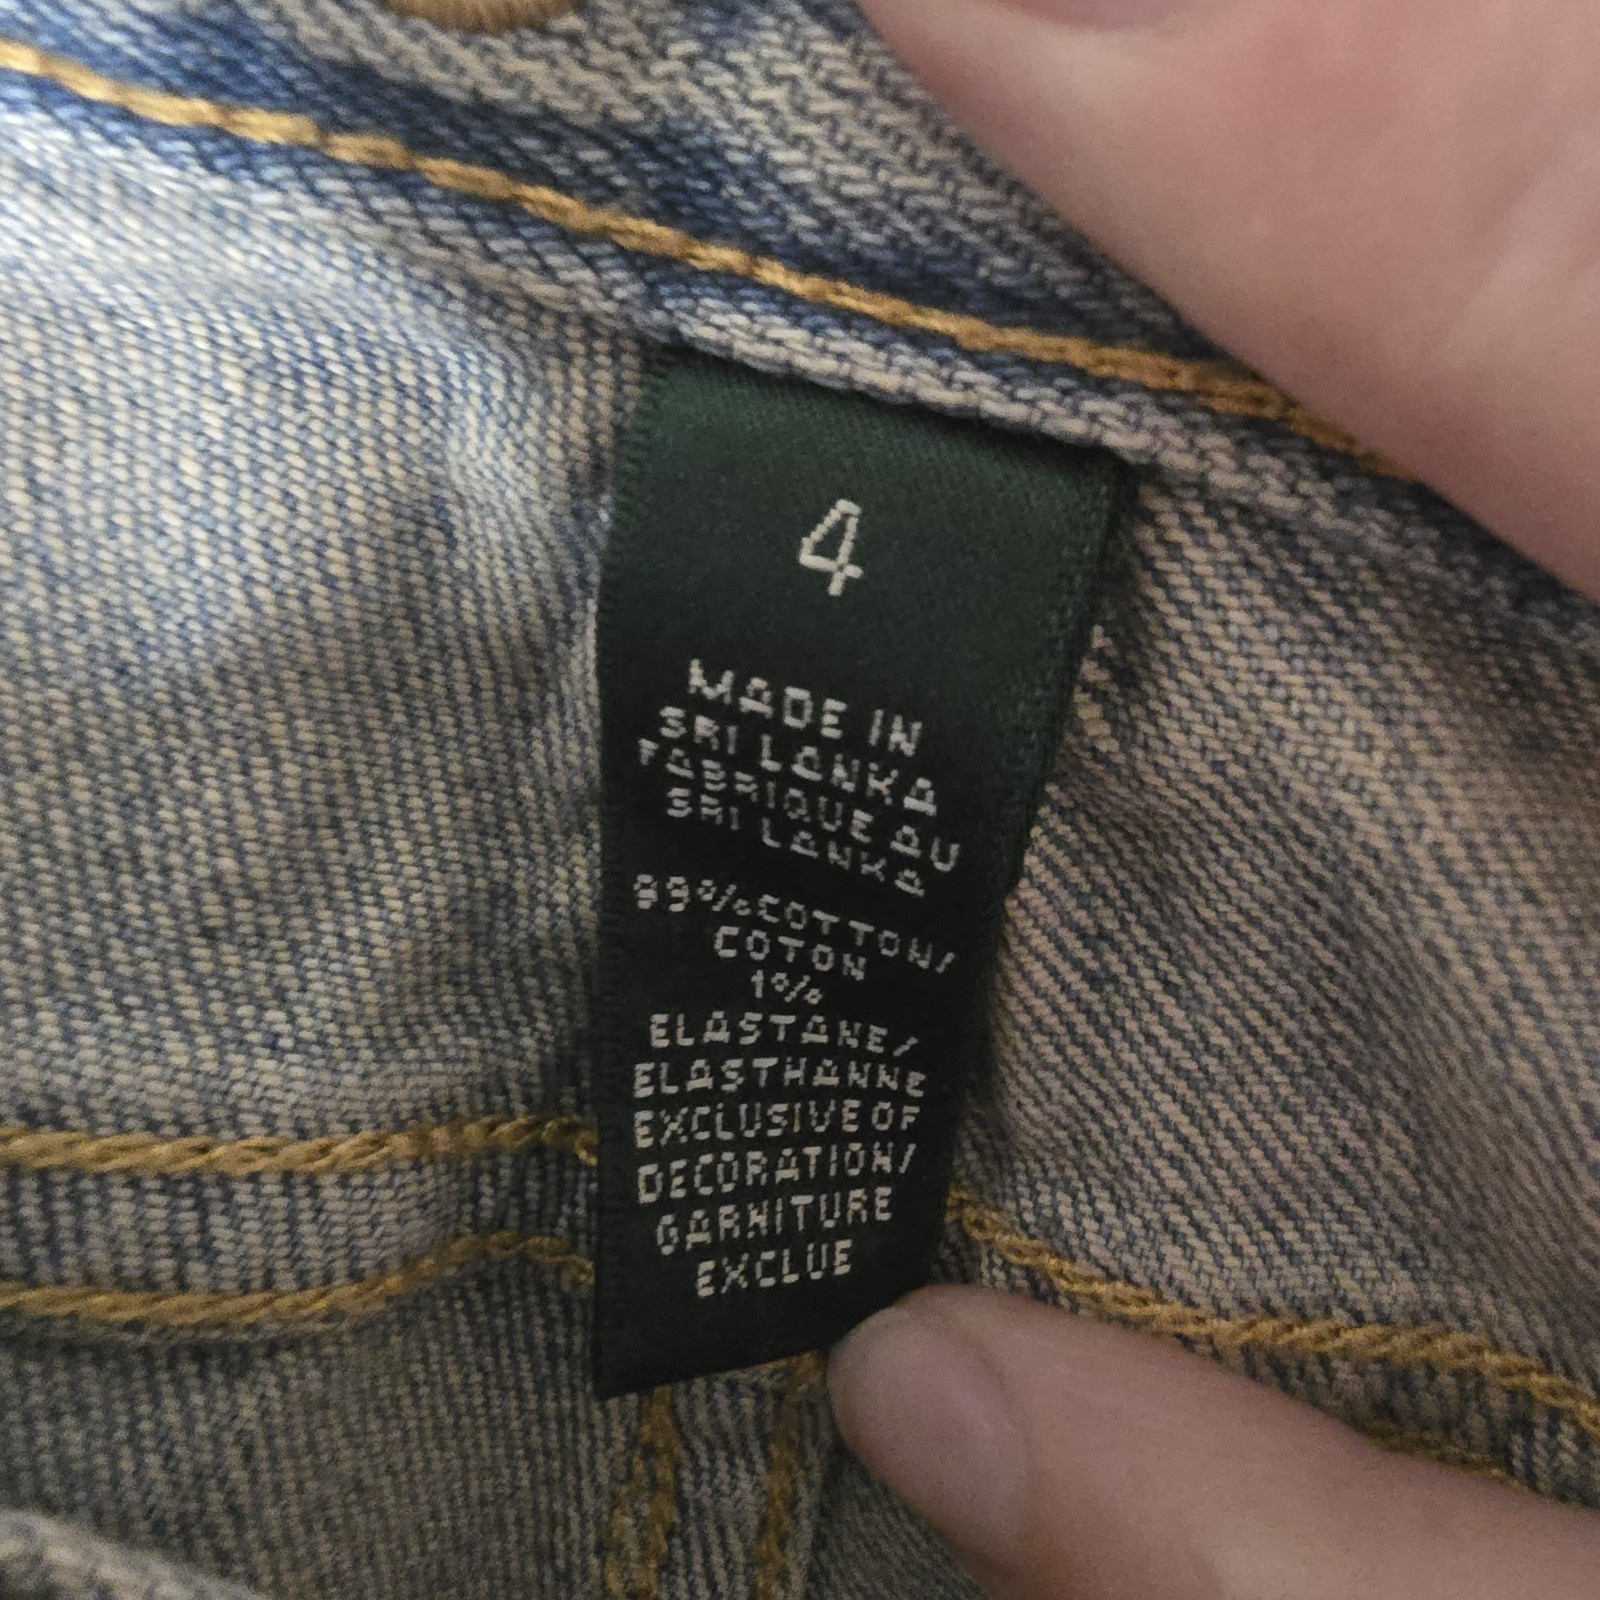 4
MADE IN
SRI LANKA
FABRIQUE AU
SRI LANKA
99% COTTON/
COTON
1%
ELASTANE/
ELASTHANNE
EXCLUSIVE OF
DECORATION/
GARNITURE
EXCLUE